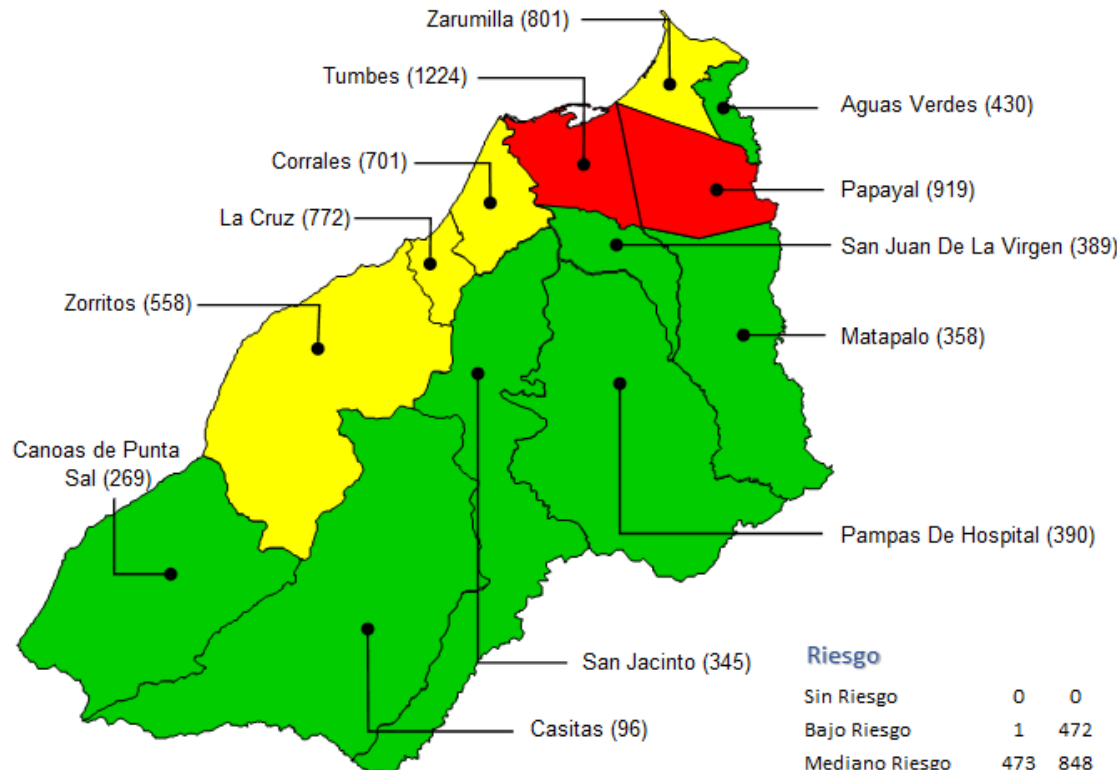 Zarumilla (801)
Tumbes (1224)
Aguas Verdes (430)
Corrales (701)
Papayal (919)
La Cruz (772)
San Juan De La Virgen (389)
Zorritos (558)
Matapalo (358)
Canoas de Punta
Sal (269)
Pampas De Hospital (390)
San Jacinto (345)
Casitas (96)
Riesgo
Sin Riesgo 0 0
Bajo Riesgo 1 472
Mediano Riesgo 473 848